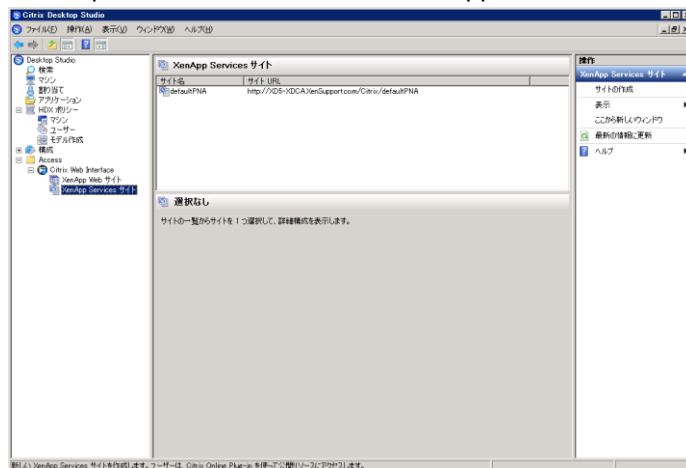 Citrix Desktop Studio
ファイル(F) 操作(A) 表示(V) ウィンドウ(W) ヘルプ(H)
Desktop Studio
検索
マシン
割り当て
アプリケーション
HDX ポリシー
マシン
ユーザー
モデル作成
構成
Access
Citrix Web Interface
XenApp Web サイト
XenApp Services サイト
XenApp Services サイト
サイト名 サイト URL
defaultPNA http://XD5-XDCA.XenSupport.com/Citrix/defaultPNA
選択なし
サイトの一覧からサイトを 1 つ選択して、詳細構成を表示します。
操作
XenApp Services サイト
サイトの作成
表示
ここから新しいウィンドウ
最新の情報に更新
ヘルプ
新しい XenApp Services サイトを作成します。ユーザーは、Citrix Online Plug-in を使って公開リソースにアクセスします。